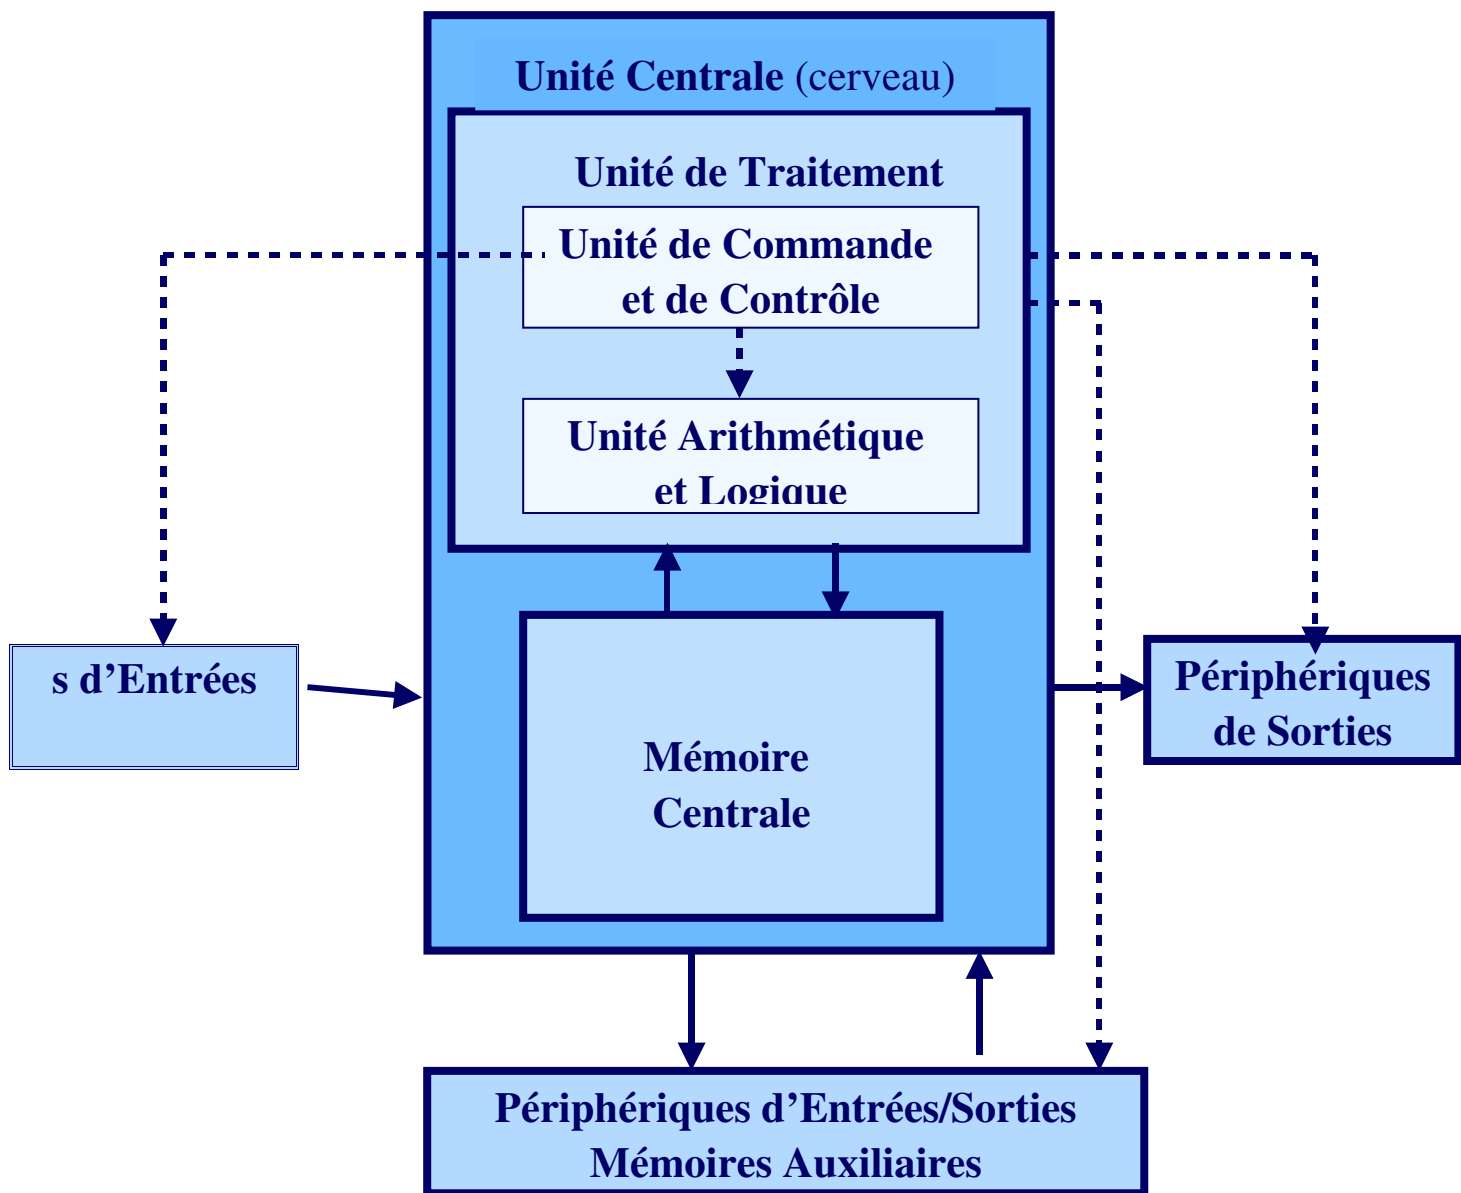 Unité Centrale (cerveau)
Unité de Traitement
Unité de Commande
et de Contrôle
Unité Arithmétique
et Logique
s d’Entrées
Périphériques
de Sorties
Mémoire
Centrale
Périphériques d’Entrées/Sorties
Mémoires Auxiliaires